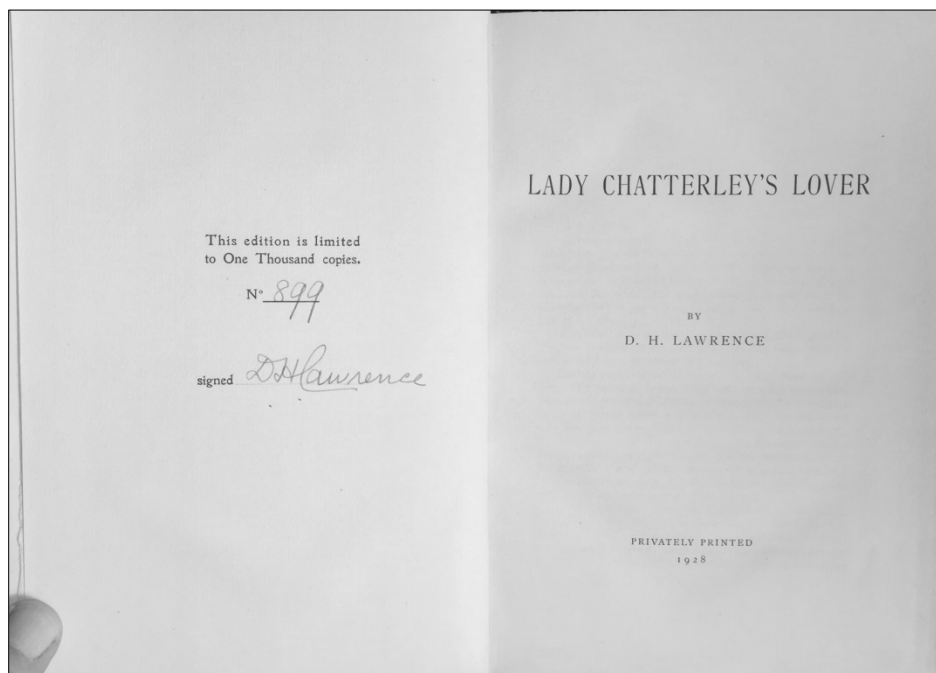 This edition is limited
to One Thousand copies.
Nº 899
signed D H Lawrence
LADY CHATTERLEY'S LOVER
BY
D. H. LAWRENCE
PRIVATELY PRINTED
1928